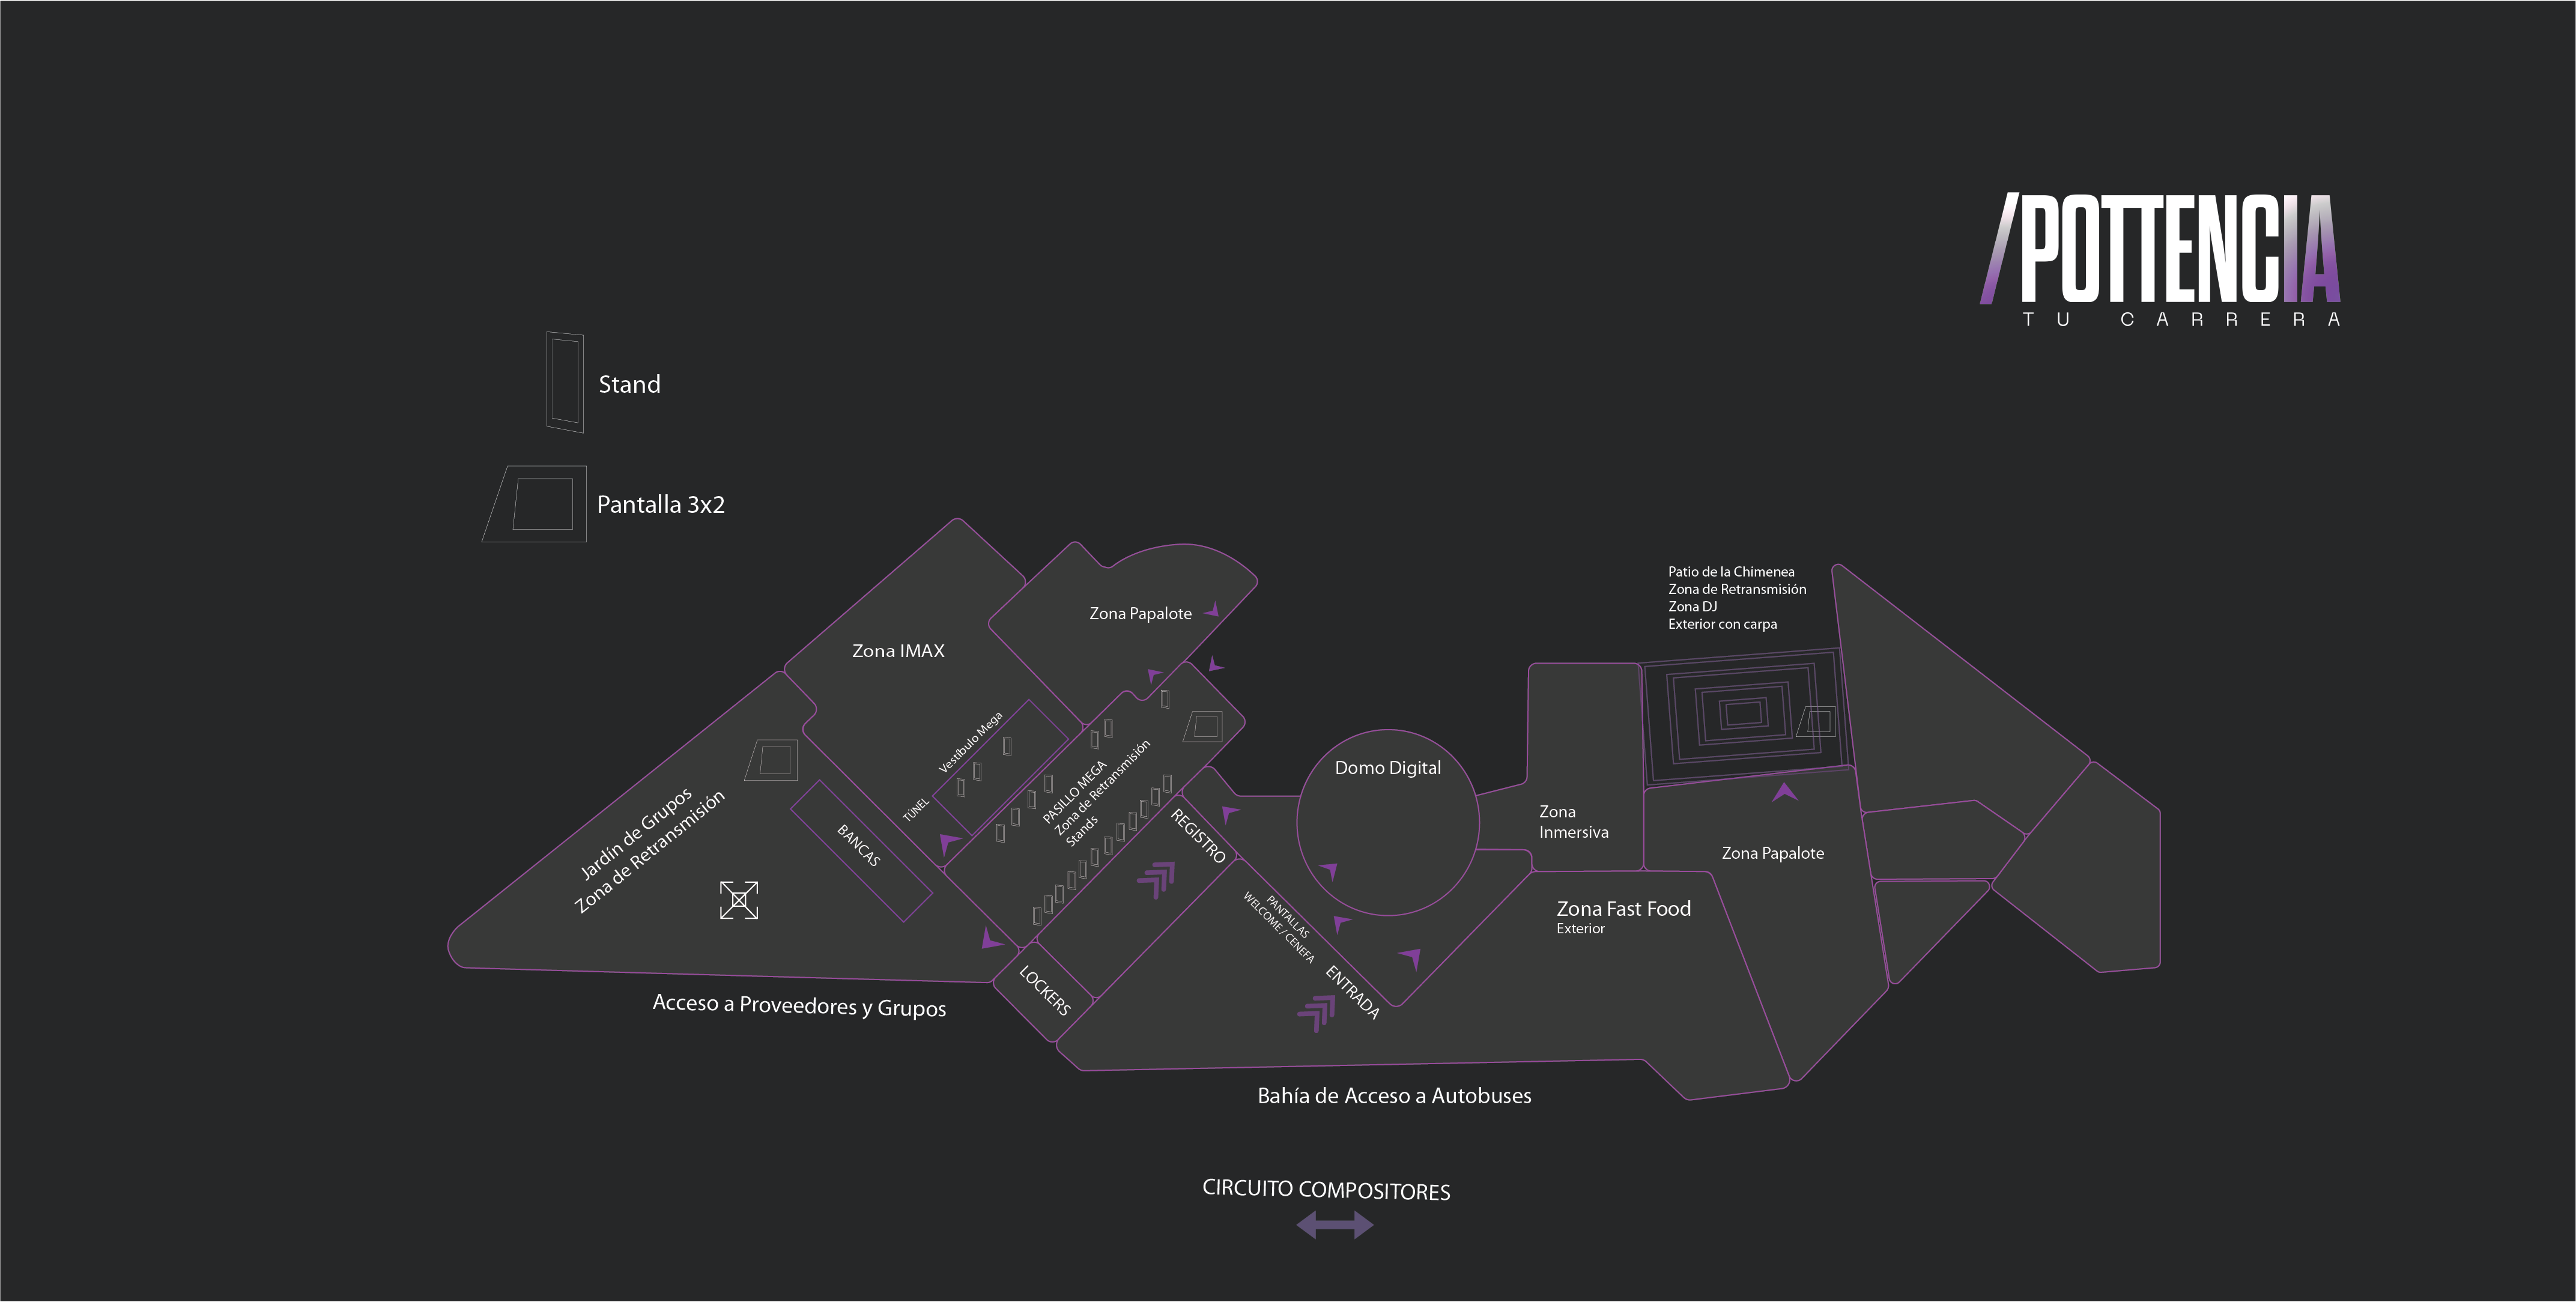 /POTTENCIA
TU CARRERA
Stand
Pantalla 3x2
Patio de la Chimenea
Zona de Retransmisión
Zona DJ
Exterior con carpa
Zona Papalote
Zona IMAX
Vestíbulo Mega
TÚNEL
PASILLO MEGA
Zona de Retransmisión
Stands
Domo Digital
Zona
Inmersiva
Jardín de Grupos
Zona de Retransmisión
BANCAS
REGISTRO
Zona Papalote
PANTALLAS
WELCOME / CENEFA
Zona Fast Food
Exterior
LOCKERS
ENTRADA
Acceso a Proveedores y Grupos
Bahía de Acceso a Autobuses
CIRCUITO COMPOSITORES